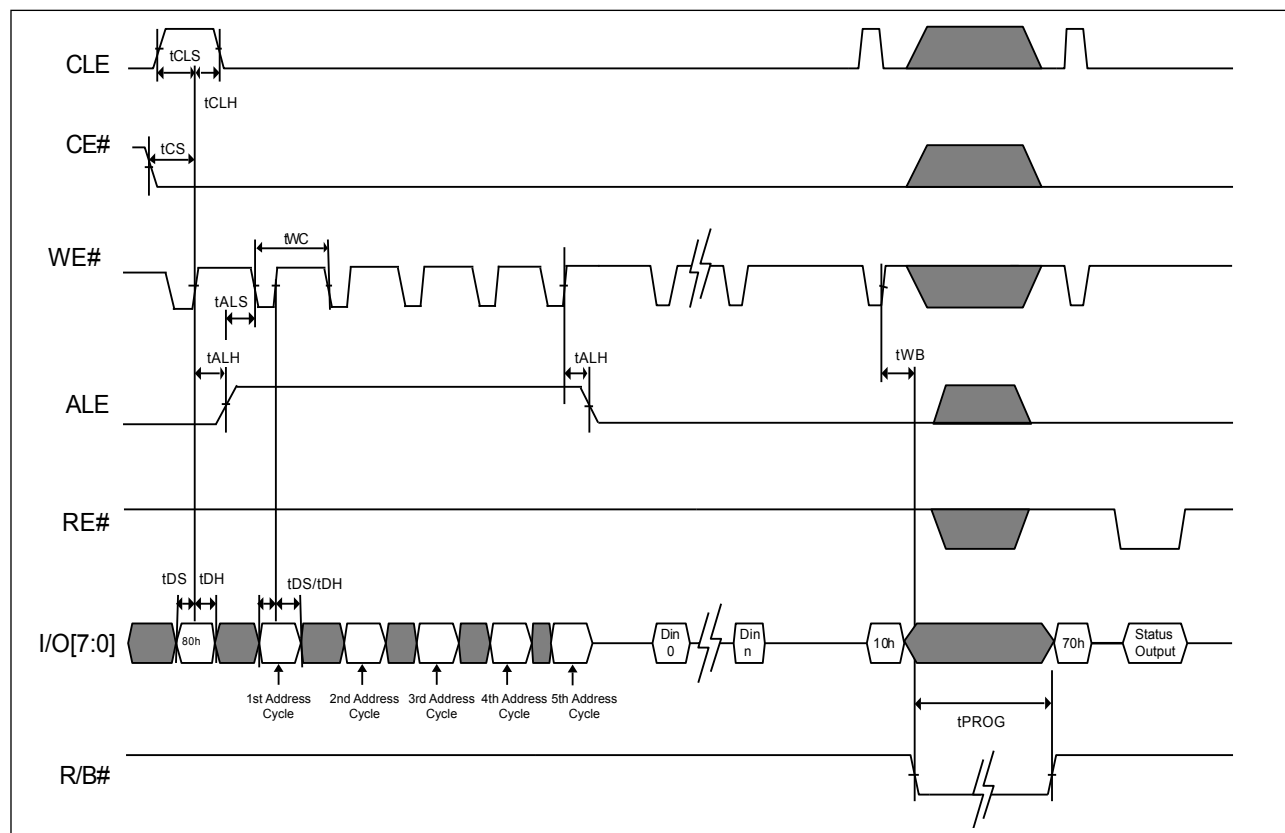 CLE
tCLS
tCLH
CE#
tCS
WE#
tWC
tALS
tALH
tALH
tWB
ALE
RE#
tDS
tDH
tDS/tDH
I/O[7:0]
80h
Din
0
Din
n
10h
70h
Status
Output
1st Address
Cycle
2nd Address
Cycle
3rd Address
Cycle
4th Address
Cycle
5th Address
Cycle
tPROG
R/B#